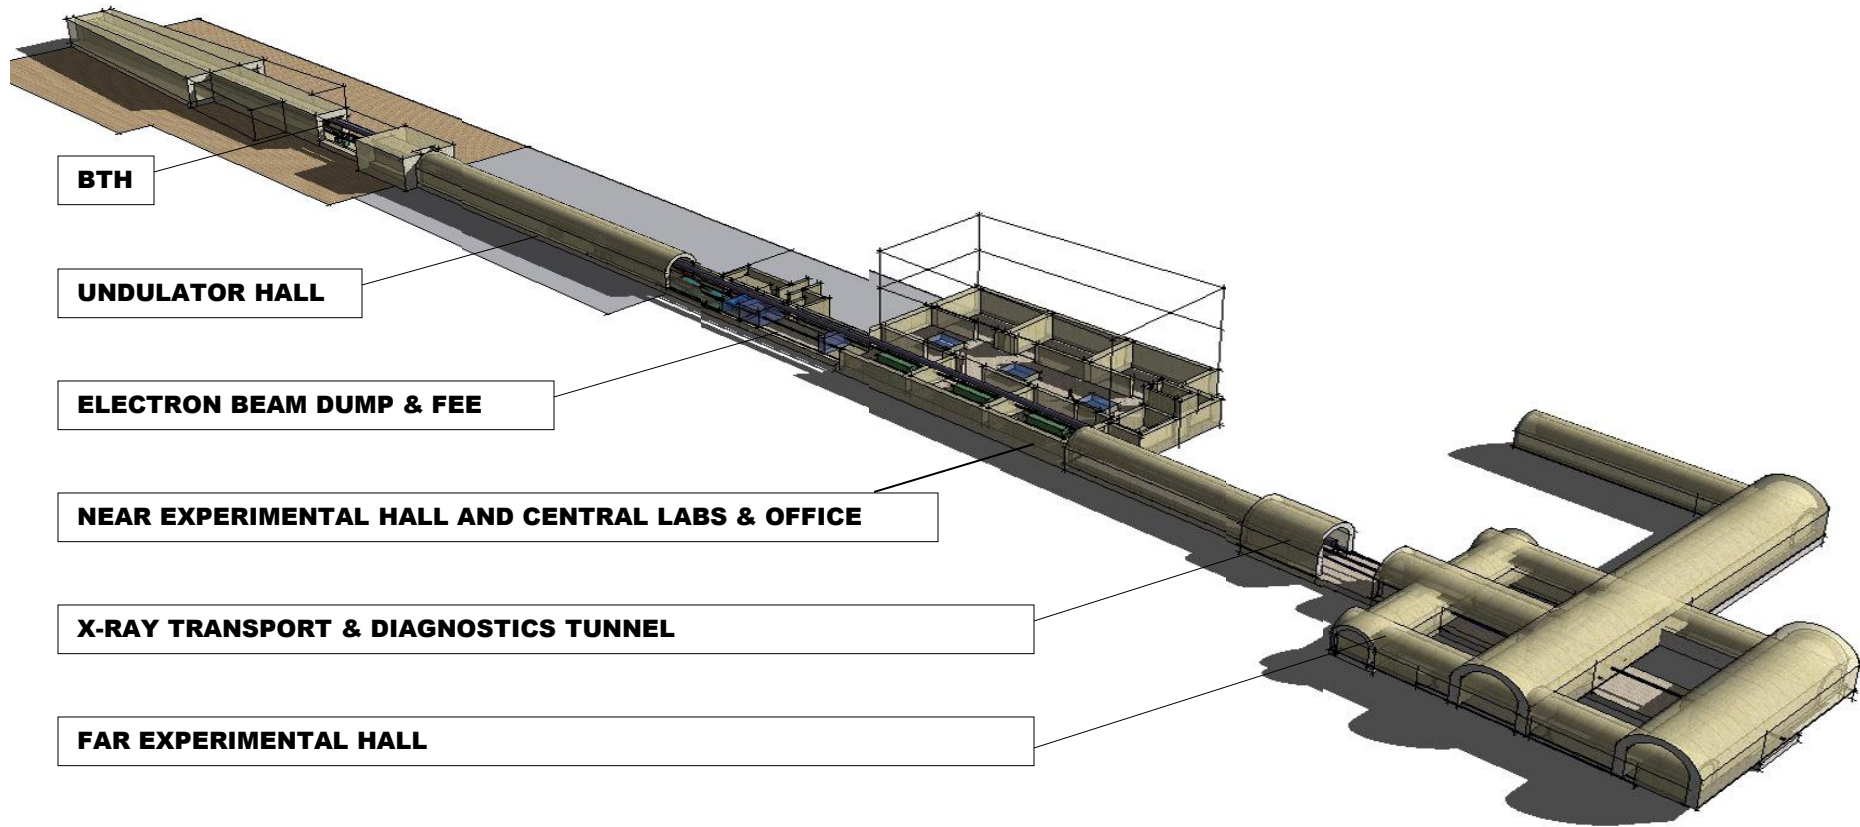 BTH
UNDULATOR HALL
ELECTRON BEAM DUMP & FEE
NEAR EXPERIMENTAL HALL AND CENTRAL LABS & OFFICE
X-RAY TRANSPORT & DIAGNOSTICS TUNNEL
FAR EXPERIMENTAL HALL